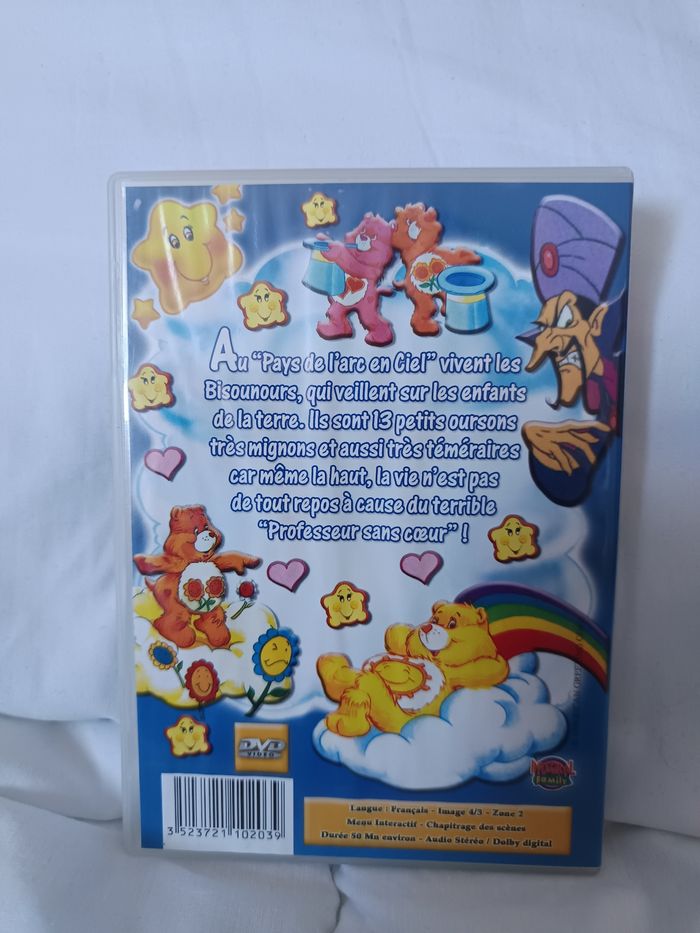 Au "Pays de l'arc en Ciel" vivent les
Bisounours, qui veillent sur les enfants
de la terre. Ils sont 13 petits oursons
très mignons et aussi très téméraires
car même la haut, la vie n'est pas
de tout repos à cause du terrible
"Professeur sans cœur" !
DVD
VIDEO
family
3 523721 102039
Langue : Français - Image 4/3 - Zone 2
Menu Interactif - Chapitrage des scènes
Durée 50 Mn environ - Audio Stéréo / Dolby digital